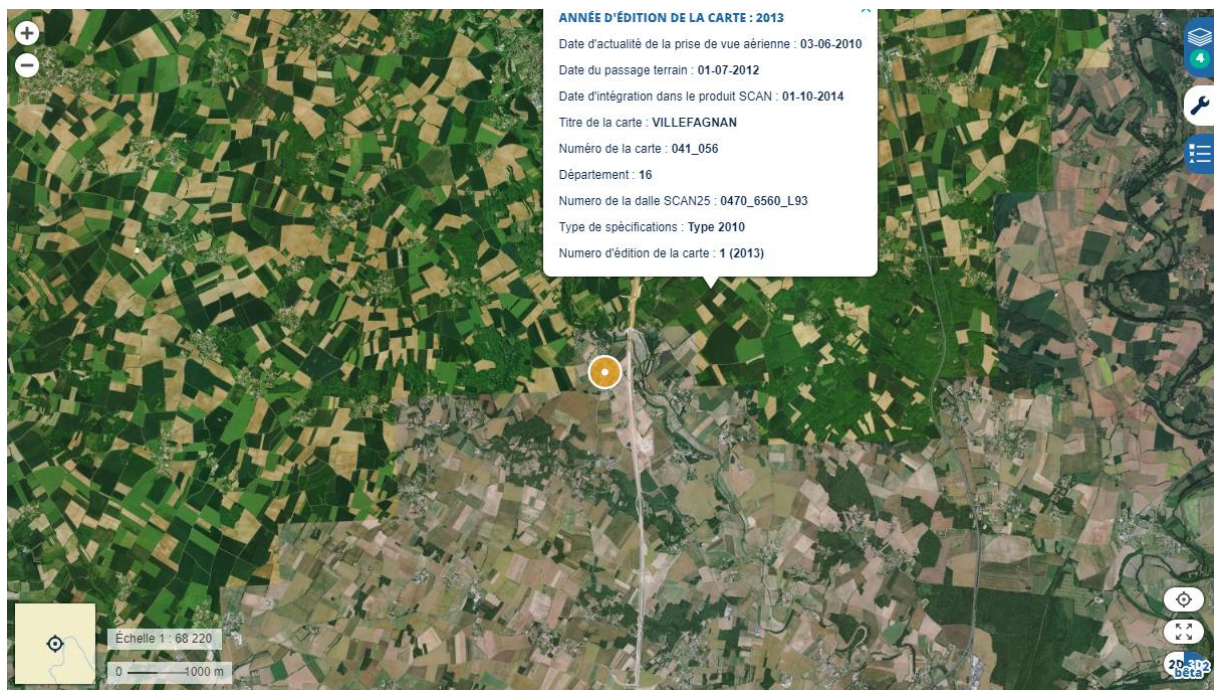 ANNÉE D'ÉDITION DE LA CARTE : 2013
Date d'actualité de la prise de vue aérienne : 03-06-2010
Date du passage terrain : 01-07-2012
Date d'intégration dans le produit SCAN : 01-10-2014
Titre de la carte : VILLEFAGNAN
Numéro de la carte : 041_056
Département : 16
Numero de la dalle SCAN25 : 0470_6560_L93
Type de spécifications : Type 2010
Numero d'édition de la carte : 1 (2013)
4
Échelle 1 : 68 220
0 1000 m
2D 3D
bêta
2